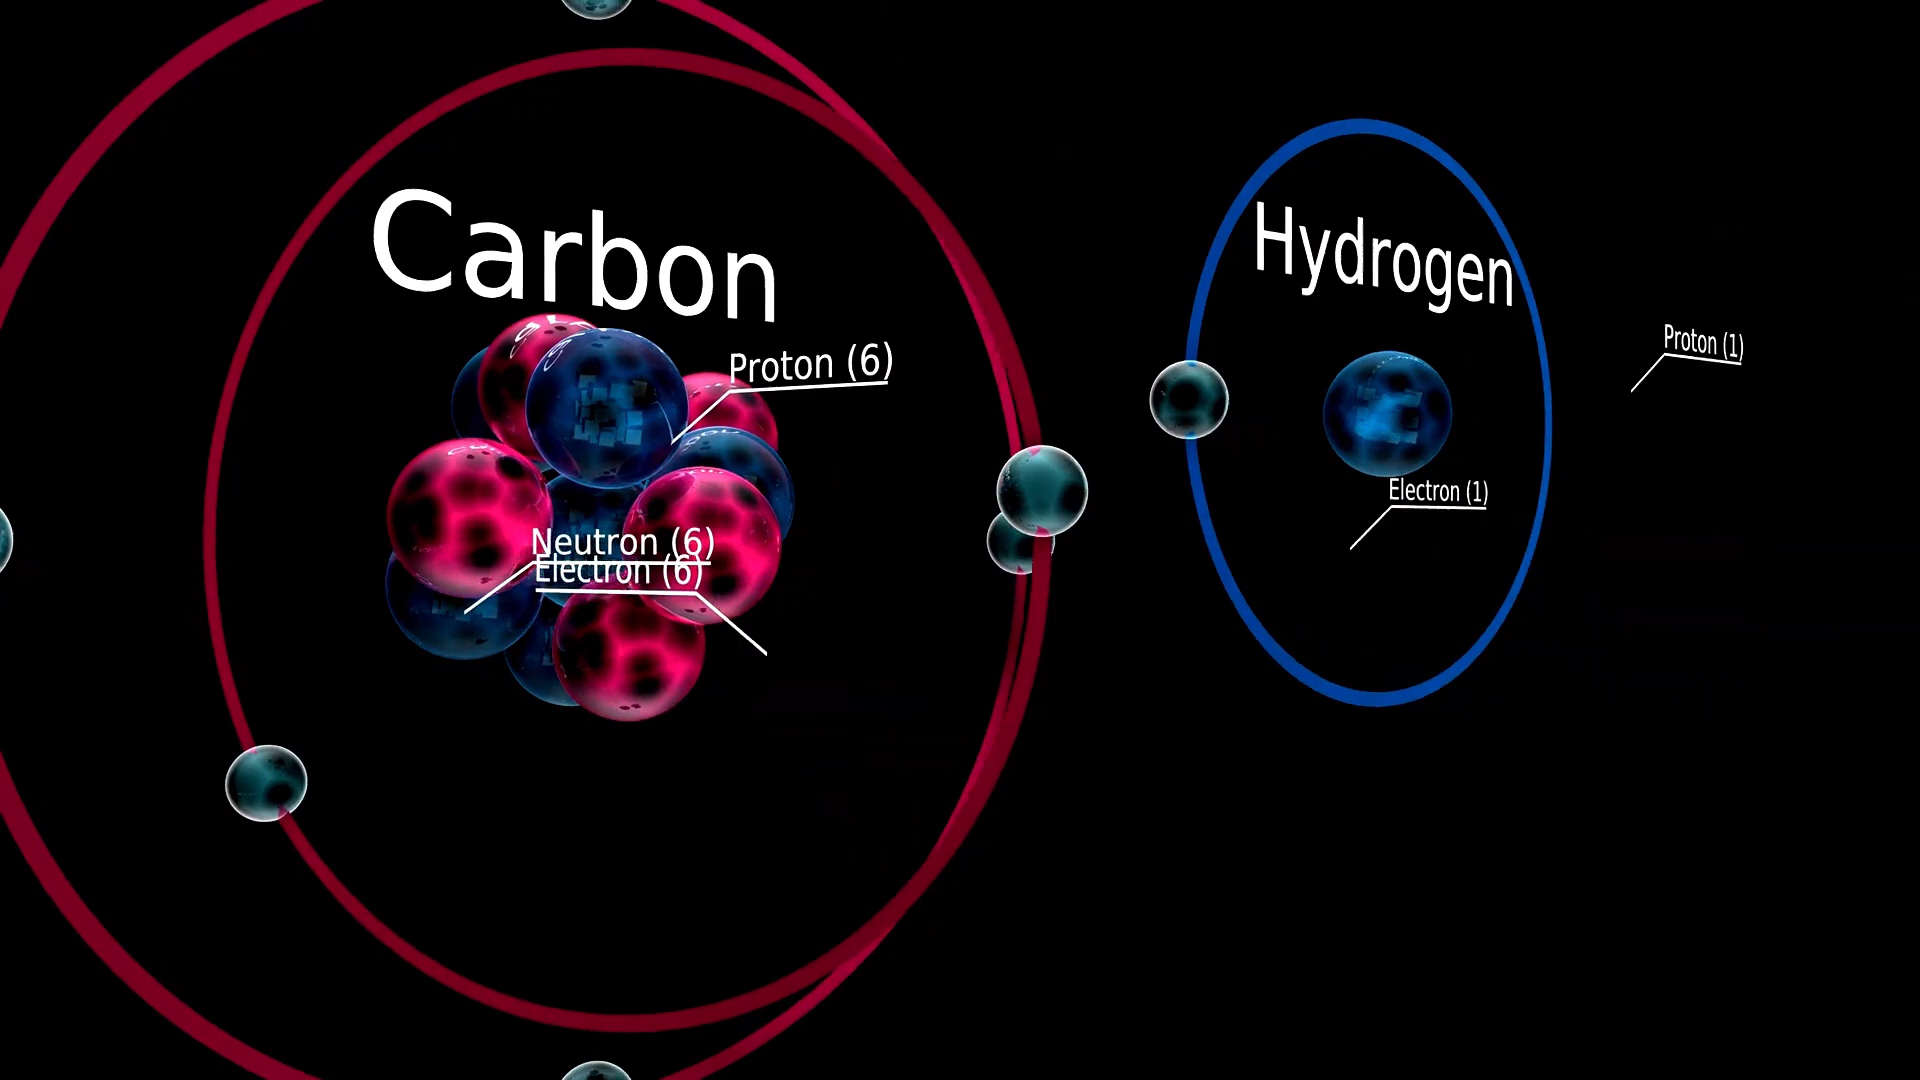 Carbon
Proton (6)
Neutron (6)
Electron (6)
Hydrogen
Proton (1)
Electron (1)